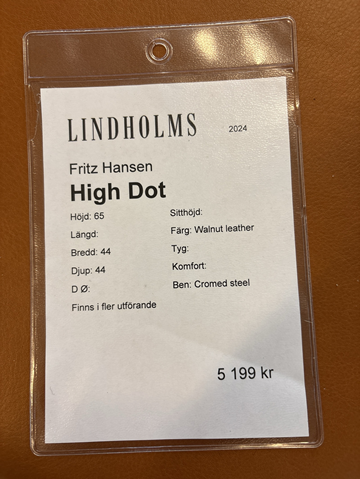 LINDHOLMS 2024
Fritz Hansen
High Dot
Höjd: 65 Sitthöjd:
Längd: Färg: Walnut leather
Bredd: 44 Tyg:
Djup: 44 Komfort:
D Ø: Ben: Cromed steel
Finns i fler utförande
5 199 kr